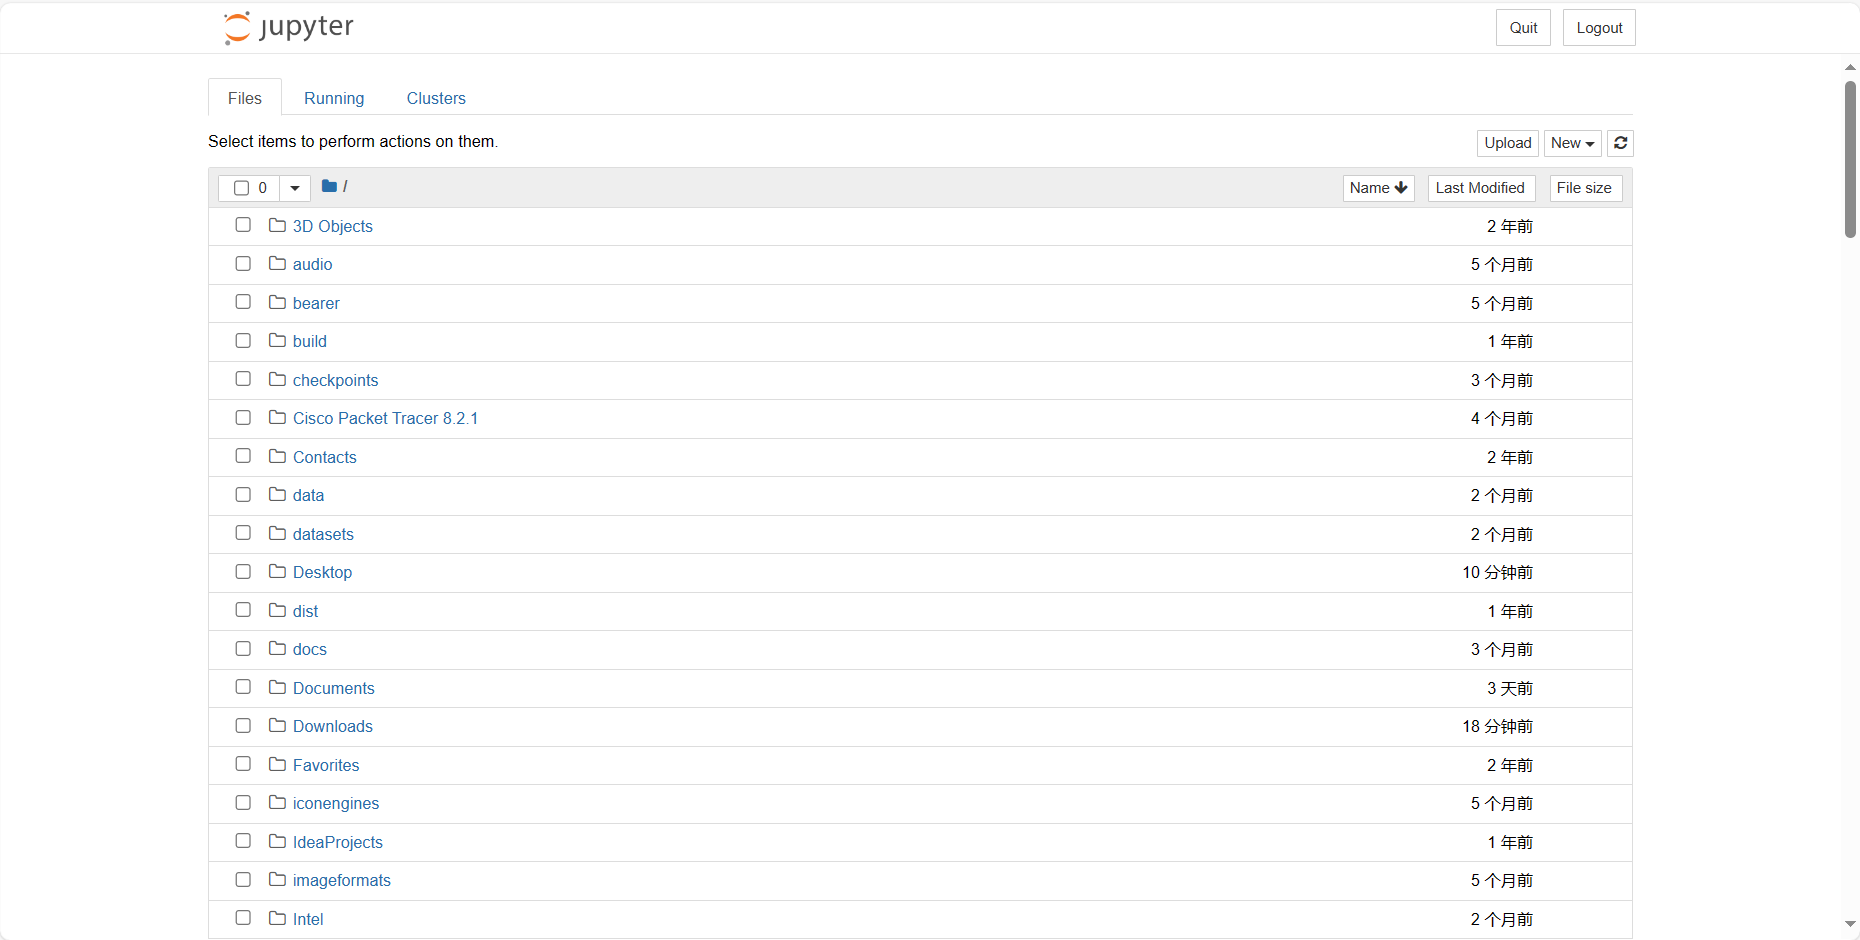 jupyter
Quit Logout
Files Running Clusters
Select items to perform actions on them.
Upload New
0 / Name Last Modified File size
3D Objects 2 年前
audio 5 个月前
bearer 5 个月前
build 1 年前
checkpoints 3 个月前
Cisco Packet Tracer 8.2.1 4 个月前
Contacts 2 年前
data 2 个月前
datasets 2 个月前
Desktop 10 分钟前
dist 1 年前
docs 3 个月前
Documents 3 天前
Downloads 18 分钟前
Favorites 2 年前
iconengines 5 个月前
IdeaProjects 1 年前
imageformats 5 个月前
Intel 2 个月前